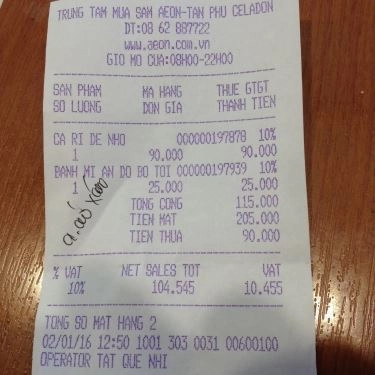 TRUNG TAM MUA SAM AEON-TAN PHU CELADON
DT:08 62 887722
www.aeon.com.vn
GIO MO CUA:08H00-22H00
SAN PHAM MA HANG THUE GTGT
SO LUONG DON GIA THANH TIEN
CA RI DE NHO 000000197878 10%
1 90.000 90.000
BANH MI AN DO BO TOI 000000197939 10%
1 25.000 25.000
TONG CONG 115.000
TIEN MAT 205.000
TIEN THUA 90.000
% VAT NET SALES TOT VAT
10% 104.545 10.455
TONG SO MAT HANG 2
02/01/16 12:50 1001 303 0031 00600100
OPERATOR TAT QUE NHI